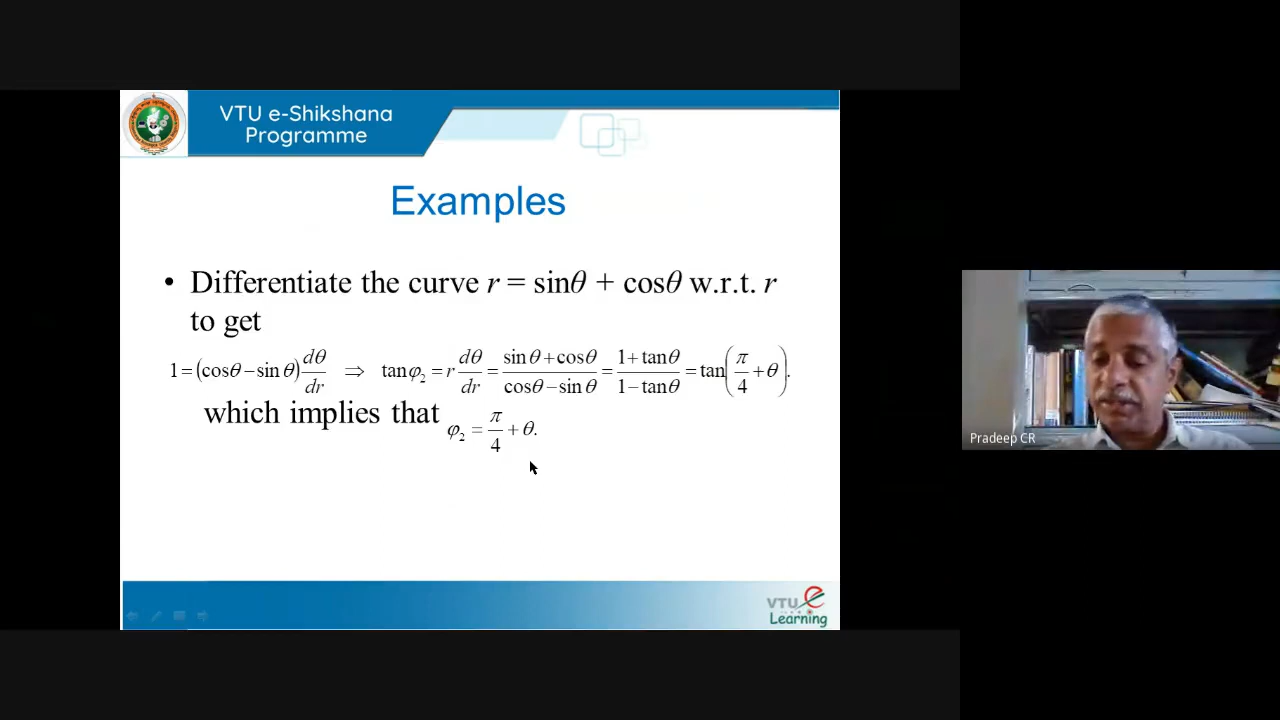 VTU e-Shikshana
Programme
Examples
• Differentiate the curve r = sinθ + cosθ w.r.t. r
to get
1 = (cosθ − sinθ) dθ/dr ⇒ tanφ₂ = r dθ/dr = (sinθ + cosθ)/(cosθ − sinθ) = (1 + tanθ)/(1 − tanθ) = tan(π/4 + θ).
which implies that φ₂ = π/4 + θ.
Pradeep CR
VTU e
Learning